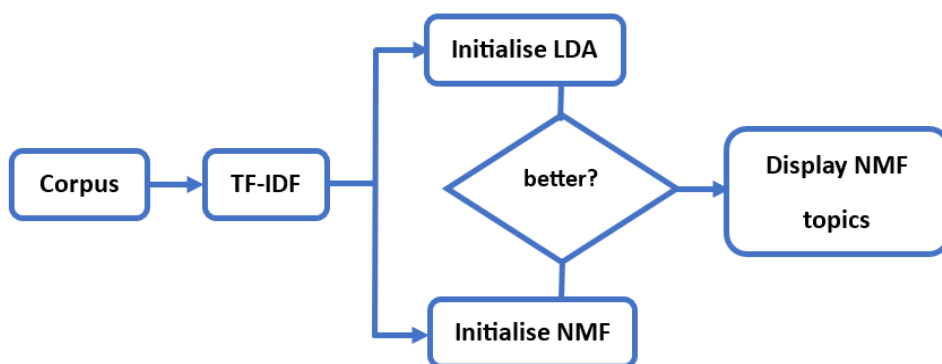 Initialise LDA
Corpus
TF-IDF
better?
Display NMF
topics
Initialise NMF